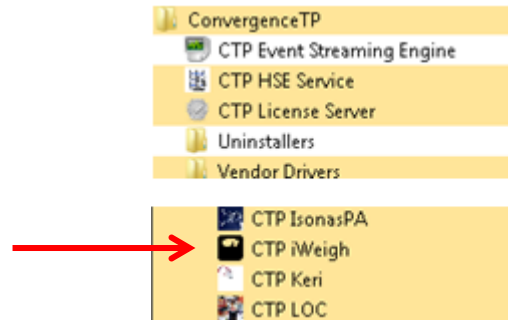 ConvergenceTP
CTP Event Streaming Engine
CTP HSE Service
CTP License Server
Uninstallers
Vendor Drivers
CTP IsonasPA
CTP iWeigh
CTP Keri
CTP LOC